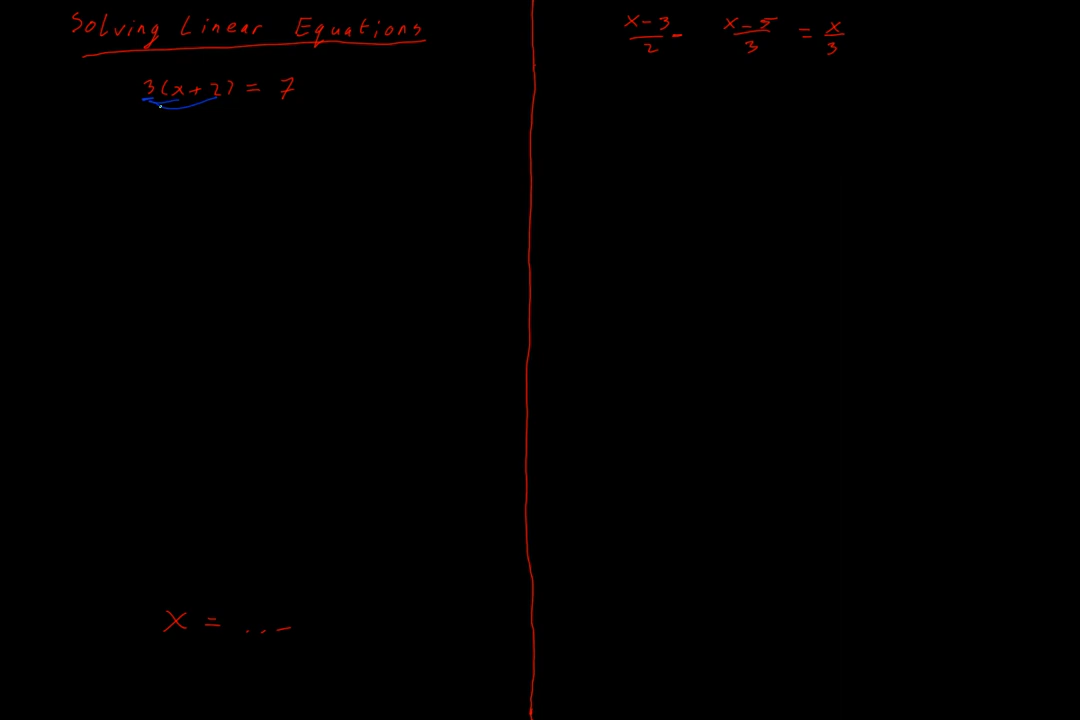 Solving Linear Equations
3(x+2) = 7
x = ...
x-3/2 - x-5/3 = x/3